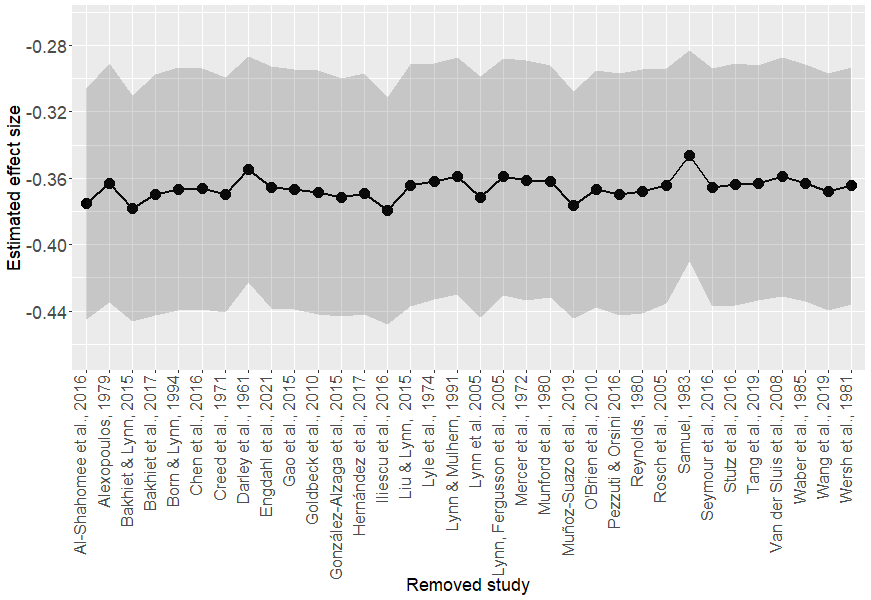 Estimated effect size
-0.28
-0.32
-0.36
-0.40
-0.44
Al-Shahomee et al., 2016
Alexopoulos, 1979
Bakhiet & Lynn, 2015
Bakhiet et al., 2017
Born & Lynn, 1994
Chen et al., 2016
Creed et al., 1971
Darley et al., 1961
Engdahl et al., 2021
Gao et al., 2015
Goldbeck et al., 2010
González-Alzaga et al., 2015
Hernández et al., 2017
Illiescu et al., 2016
Liu & Lynn, 2015
Lyle et al., 1974
Lynn & Mulhern, 1991
Lynn et al. 2005
Lynn, Fergusson et al., 2005
Mercer et al., 1972
Munford et al., 1980
Muñoz-Suazo et al., 2019
O'Brien et al., 2010
Pezzuti & Orsini 2016
Reynolds, 1980
Rosch et al., 2005
Samuel, 1983
Seymour et al., 2016
Stutz et al., 2016
Tang et al., 2019
Van der Sluis et al., 2008
Waber et al., 1985
Wang et al., 2019
Wersh et al., 1981
Removed study